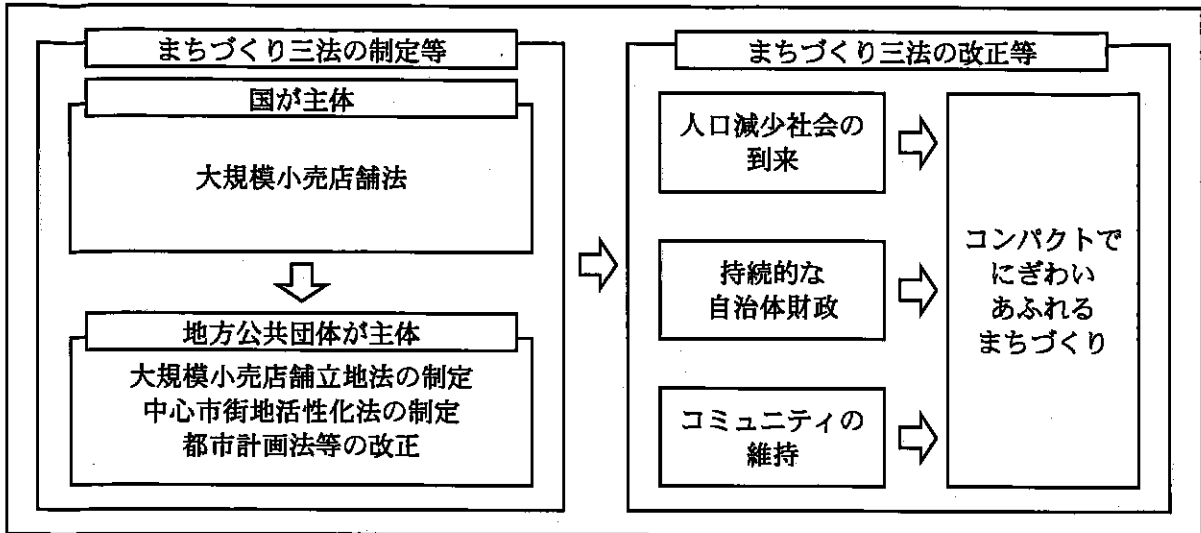 まちづくり三法の制定等
国が主体
大規模小売店舗法
地方公共団体が主体
大規模小売店舗立地法の制定
中心市街地活性化法の制定
都市計画法等の改正
まちづくり三法の改正等
人口減少社会の
到来
持続的な
自治体財政
コミュニティの
維持
コンパクトで
にぎわい
あふれる
まちづくり